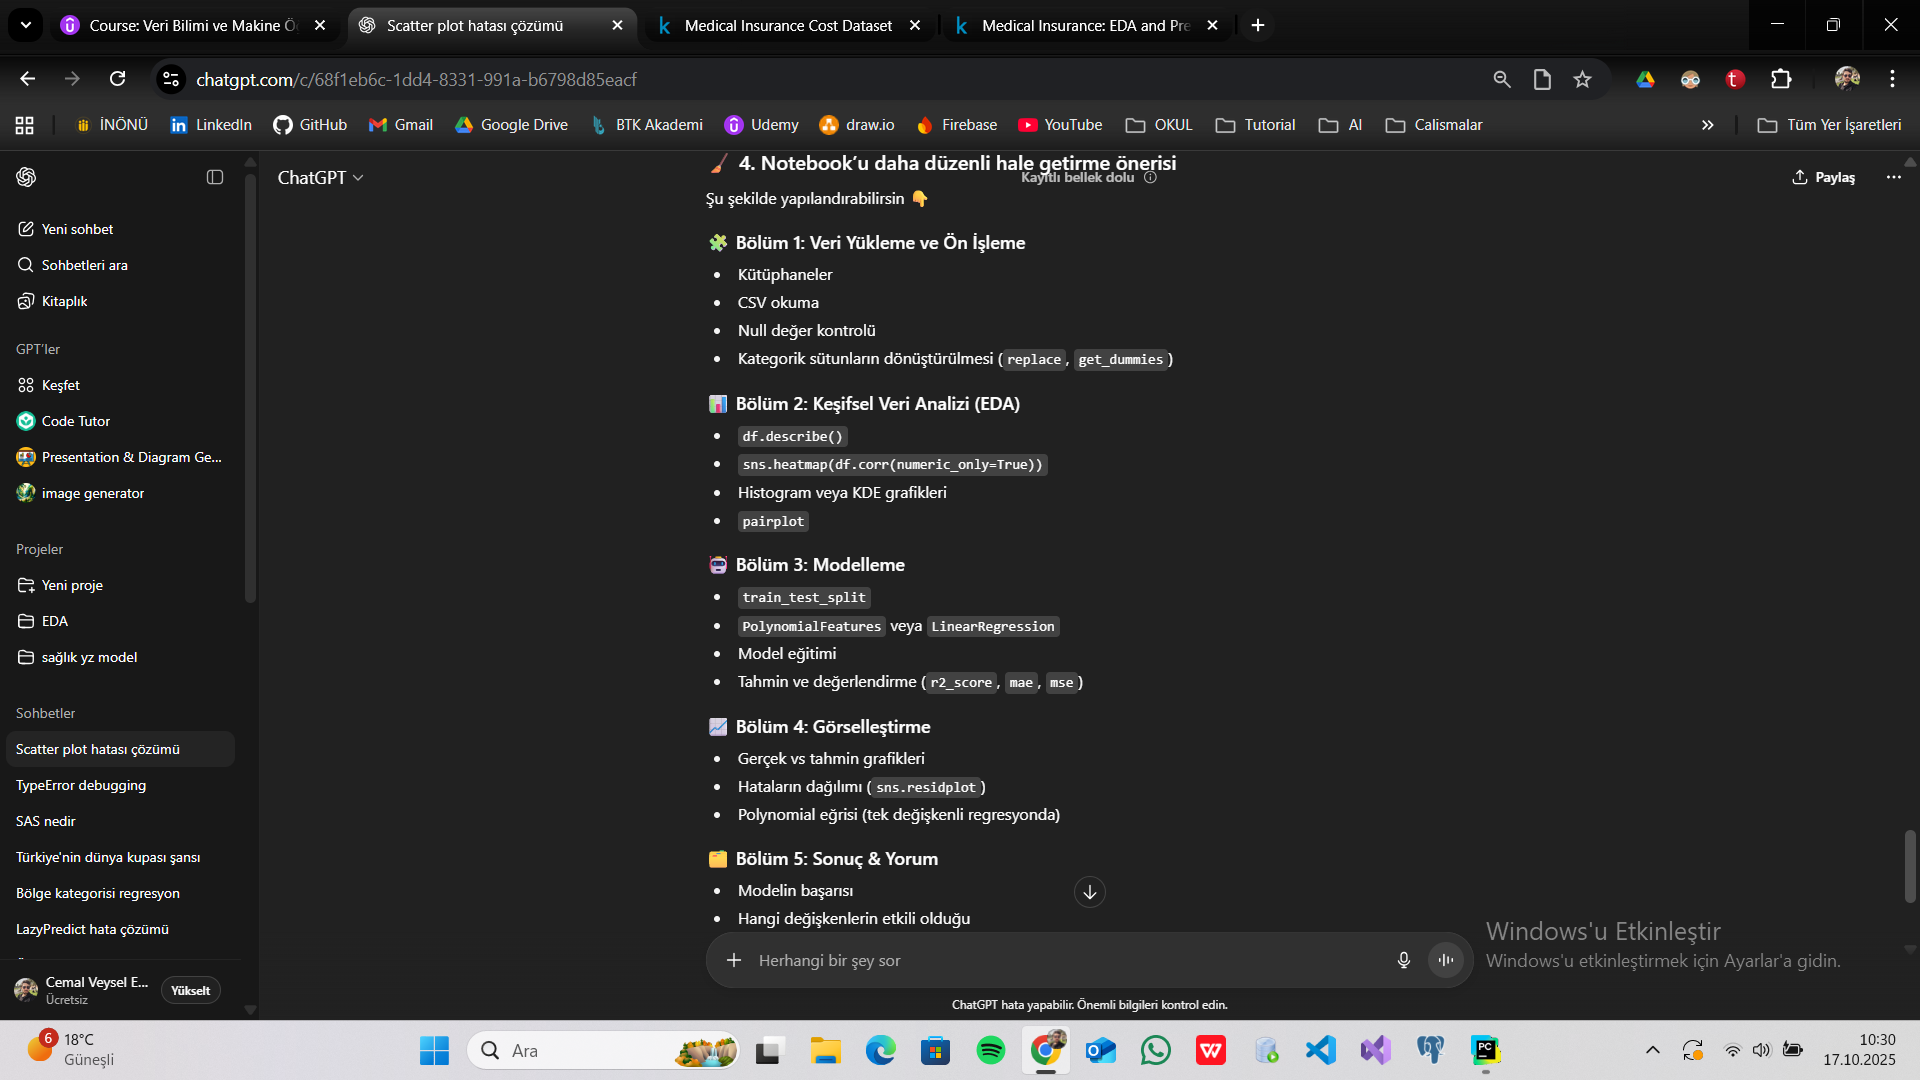 Course: Veri Bilimi ve Makine Ö
Scatter plot hatası çözümü
Medical Insurance Cost Dataset
Medical Insurance: EDA and Pre
chatgpt.com/c/68f1eb6c-1dd4-8331-991a-b6798d85eacf
İNÖNÜ
LinkedIn
GitHub
Gmail
Google Drive
BTK Akademi
Udemy
draw.io
Firebase
YouTube
OKUL
Tutorial
AI
Calismalar
Tüm Yer İşaretleri
ChatGPT
Kayıtlı bellek dolu
Paylaş
Yeni sohbet
Sohbetleri ara
Kitaplık
GPT'ler
Keşfet
Code Tutor
Presentation & Diagram Ge...
image generator
Projeler
Yeni proje
EDA
sağlık yz model
Sohbetler
Scatter plot hatası çözümü
TypeError debugging
SAS nedir
Türkiye'nin dünya kupası şansı
Bölge kategorisi regresyon
LazyPredict hata çözümü
Cemal Veysel E...
Ücretsiz
Yükselt
4. Notebook’u daha düzenli hale getirme önerisi
Şu şekilde yapılandırabilirsin
Bölüm 1: Veri Yükleme ve Ön İşleme
• Kütüphaneler
• CSV okuma
• Null değer kontrolü
• Kategorik sütunların dönüştürülmesi (replace, get_dummies)
Bölüm 2: Keşifsel Veri Analizi (EDA)
• df.describe()
• sns.heatmap(df.corr(numeric_only=True))
• Histogram veya KDE grafikleri
• pairplot
Bölüm 3: Modelleme
• train_test_split
• PolynomialFeatures veya LinearRegression
• Model eğitimi
• Tahmin ve değerlendirme (r2_score, mae, mse)
Bölüm 4: Görselleştirme
• Gerçek vs tahmin grafikleri
• Hataların dağılımı (sns.residplot)
• Polynomial eğrisi (tek değişkenli regresyonda)
Bölüm 5: Sonuç & Yorum
• Modelin başarısı
• Hangi değişkenlerin etkili olduğu
Herhangi bir şey sor
ChatGPT hata yapabilir. Önemli bilgileri kontrol edin.
Windows'u Etkinleştir
Windows'u etkinleştirmek için Ayarlar'a gidin.
6
18°C
Güneşli
Ara
PC
10:30
17.10.2025